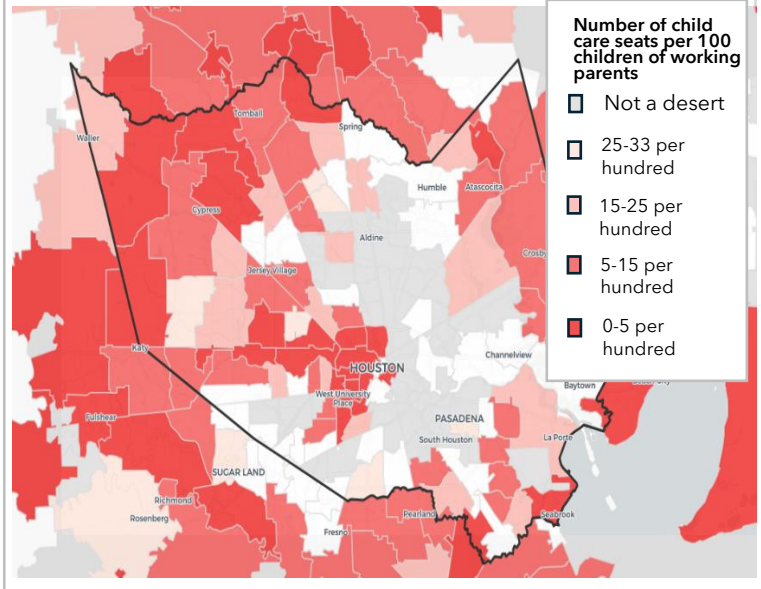 Number of child
care seats per 100
children of working
parents
Not a desert
25-33 per
hundred
15-25 per
hundred
5-15 per
hundred
0-5 per
hundred
Tomball
Spring
Waller
Humble
Atascocita
Cypress
Aldine
Crosby
Jersey Village
Katy
Channelview
HOUSTON
Baytown
West University
Place
Fulshear
PASADENA
South Houston
La Porte
SUGAR LAND
Richmond
Rosenberg
Pearland
Seabrook
Fresno